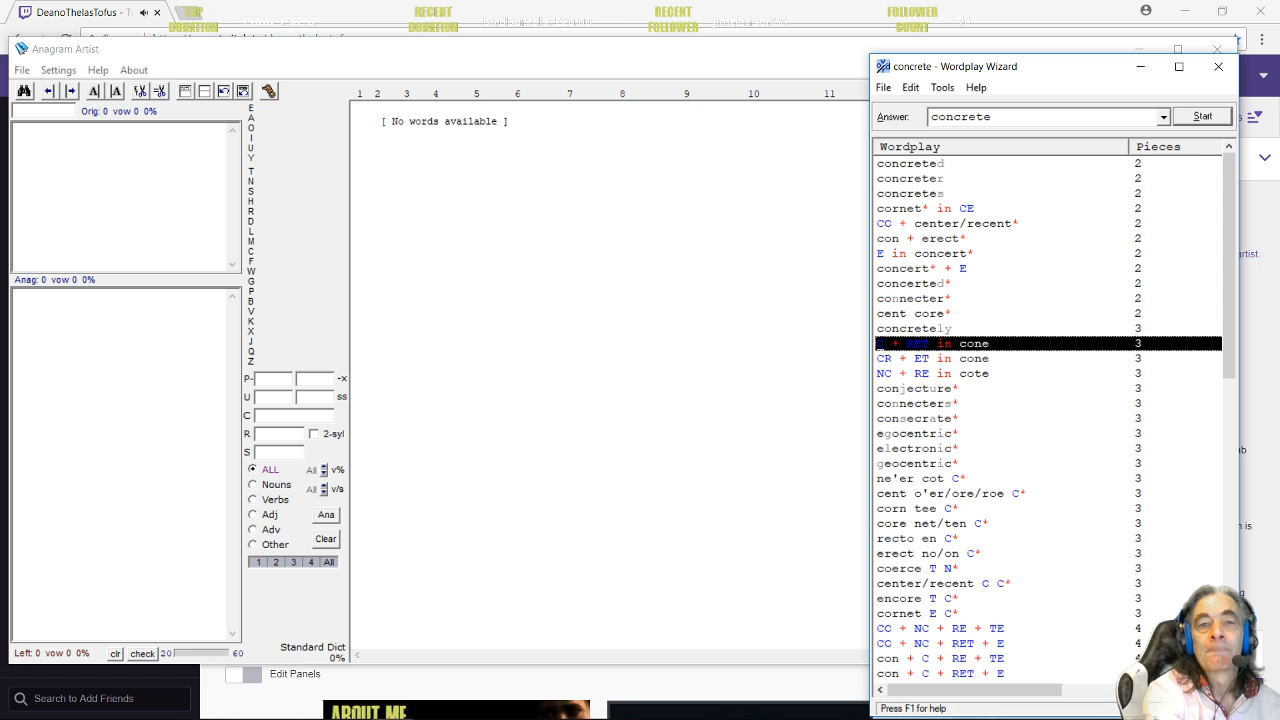 DeanoThelasTofus - Tw
TOP
DONATION
RECENT
DONATION
RECENT
FOLLOWER
FOLLOWER
COUNT
Anagram Artist
File Settings Help About
Orig: 0 vow 0 0%
Anag: 0 vow 0 0%
Left: 0 vow 0 0% clr check 20 60
E
A
O
I
U
Y
T
N
S
H
R
D
L
M
C
F
W
G
P
B
V
K
X
J
Q
Z
P- -x
U ss
C
R 2-syl
S
ALL All v%
Nouns All v/s
Verbs
Adj Ana
Adv
Other Clear
1 2 3 4 All
Standard Dict
0%
1 2 3 4 5 6 7 8 9 10 11
[ No words available ]
Search to Add Friends
Edit Panels
ABOUT ME
concrete - Wordplay Wizard
File Edit Tools Help
Answer: concrete Start
Wordplay Pieces
concreted 2
concreter 2
concretes 2
cornet* in CE 2
CO + center/recent* 2
con + erect* 2
E in concert* 2
concert* + E 2
concerted* 2
connecter* 2
cent core* 2
concretely 3
C + RET in cone 3
CR + ET in cone 3
NC + RE in cote 3
conjecture* 3
connecters* 3
consecrate* 3
egocentric* 3
electronic* 3
geocentric* 3
ne'er cot C* 3
cent o'er/ore/roe C* 3
corn tee C* 3
core net/ten C* 3
recto en C* 3
erect no/on C* 3
coerce T N* 3
center/recent O C* 3
encore T C* 3
cornet E C* 3
CO + NC + RE + TE 4
CO + NC + RET + E 4
con + C + RE + TE 4
con + C + RET + E
Press F1 for help
artist.